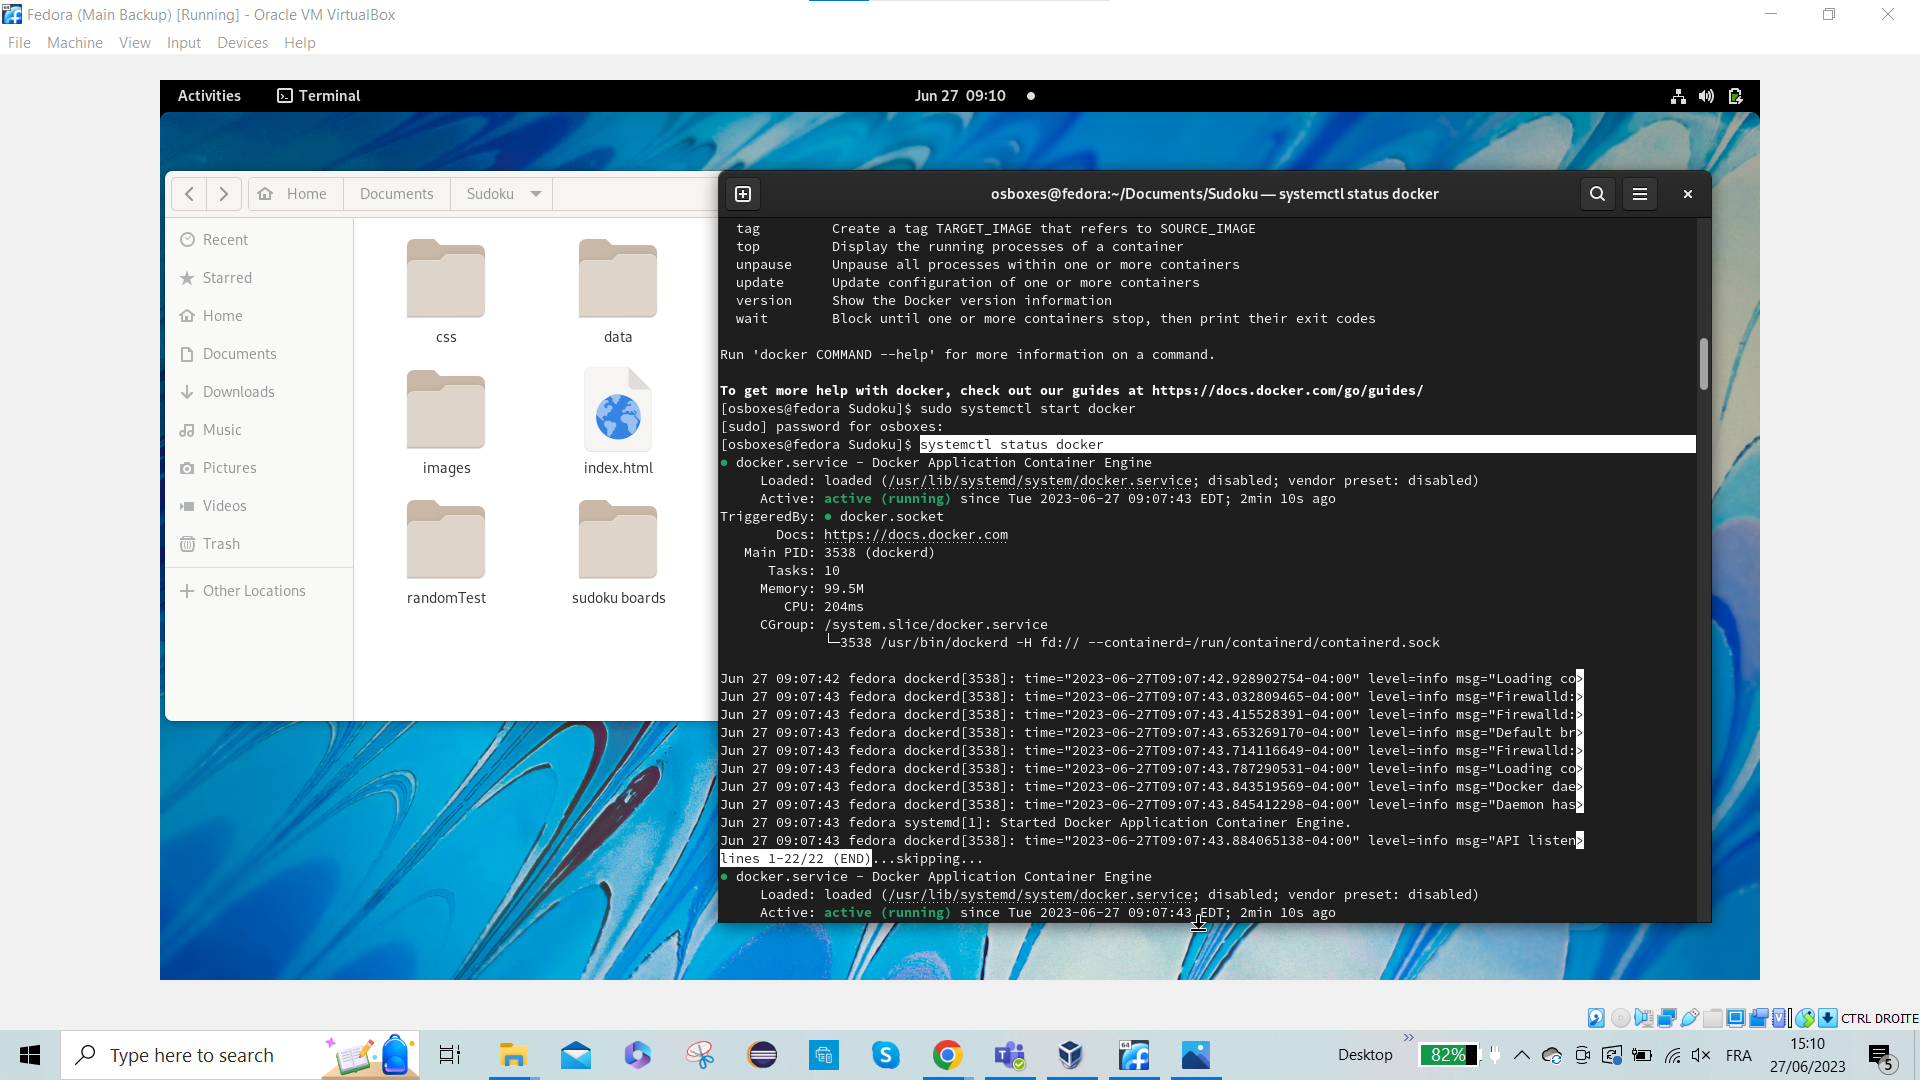 Fedora (Main Backup) [Running] - Oracle VM VirtualBox
File Machine View Input Devices Help
Activities Terminal Jun 27 09:10
Home Documents Sudoku
Recent
Starred
Home
Documents
Downloads
Music
Pictures
Videos
Trash
Other Locations
css data
images index.html
randomTest sudoku boards
osboxes@fedora:~/Documents/Sudoku — systemctl status docker
tag Create a tag TARGET_IMAGE that refers to SOURCE_IMAGE
top Display the running processes of a container
unpause Unpause all processes within one or more containers
update Update configuration of one or more containers
version Show the Docker version information
wait Block until one or more containers stop, then print their exit codes
Run 'docker COMMAND --help' for more information on a command.
To get more help with docker, check out our guides at https://docs.docker.com/go/guides/
[osboxes@fedora Sudoku]$ sudo systemctl start docker
[sudo] password for osboxes:
[osboxes@fedora Sudoku]$ systemctl status docker
● docker.service - Docker Application Container Engine
Loaded: loaded (/usr/lib/systemd/system/docker.service; disabled; vendor preset: disabled)
Active: active (running) since Tue 2023-06-27 09:07:43 EDT; 2min 10s ago
TriggeredBy: ● docker.socket
Docs: https://docs.docker.com
Main PID: 3538 (dockerd)
Tasks: 10
Memory: 99.5M
CPU: 204ms
CGroup: /system.slice/docker.service
└─3538 /usr/bin/dockerd -H fd:// --containerd=/run/containerd/containerd.sock
Jun 27 09:07:42 fedora dockerd[3538]: time="2023-06-27T09:07:42.928902754-04:00" level=info msg="Loading co>
Jun 27 09:07:43 fedora dockerd[3538]: time="2023-06-27T09:07:43.032809465-04:00" level=info msg="Firewalld:>
Jun 27 09:07:43 fedora dockerd[3538]: time="2023-06-27T09:07:43.415528391-04:00" level=info msg="Firewalld:>
Jun 27 09:07:43 fedora dockerd[3538]: time="2023-06-27T09:07:43.653269170-04:00" level=info msg="Default br>
Jun 27 09:07:43 fedora dockerd[3538]: time="2023-06-27T09:07:43.714116649-04:00" level=info msg="Firewalld:>
Jun 27 09:07:43 fedora dockerd[3538]: time="2023-06-27T09:07:43.787290531-04:00" level=info msg="Loading co>
Jun 27 09:07:43 fedora dockerd[3538]: time="2023-06-27T09:07:43.843519569-04:00" level=info msg="Docker dae>
Jun 27 09:07:43 fedora dockerd[3538]: time="2023-06-27T09:07:43.845412298-04:00" level=info msg="Daemon has>
Jun 27 09:07:43 fedora systemd[1]: Started Docker Application Container Engine.
Jun 27 09:07:43 fedora dockerd[3538]: time="2023-06-27T09:07:43.884065138-04:00" level=info msg="API listen>
lines 1-22/22 (END)...skipping...
● docker.service - Docker Application Container Engine
Loaded: loaded (/usr/lib/systemd/system/docker.service; disabled; vendor preset: disabled)
Active: active (running) since Tue 2023-06-27 09:07:43 EDT; 2min 10s ago
CTRL DROITE
Type here to search
Desktop
82%
FRA
15:10
27/06/2023
5